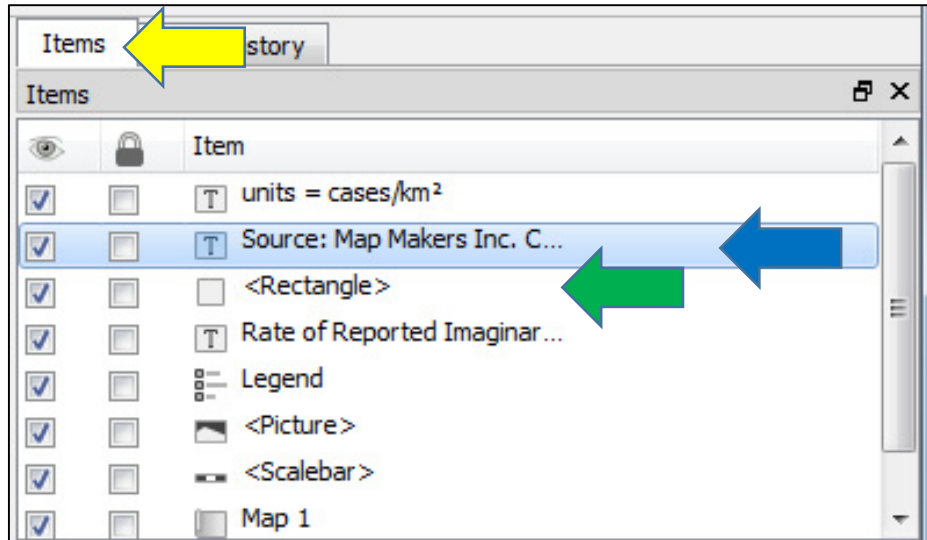 Items
story
Items
Item
units = cases/km²
Source: Map Makers Inc. C...
<Rectangle>
Rate of Reported Imaginar...
Legend
<Picture>
<Scalebar>
Map 1